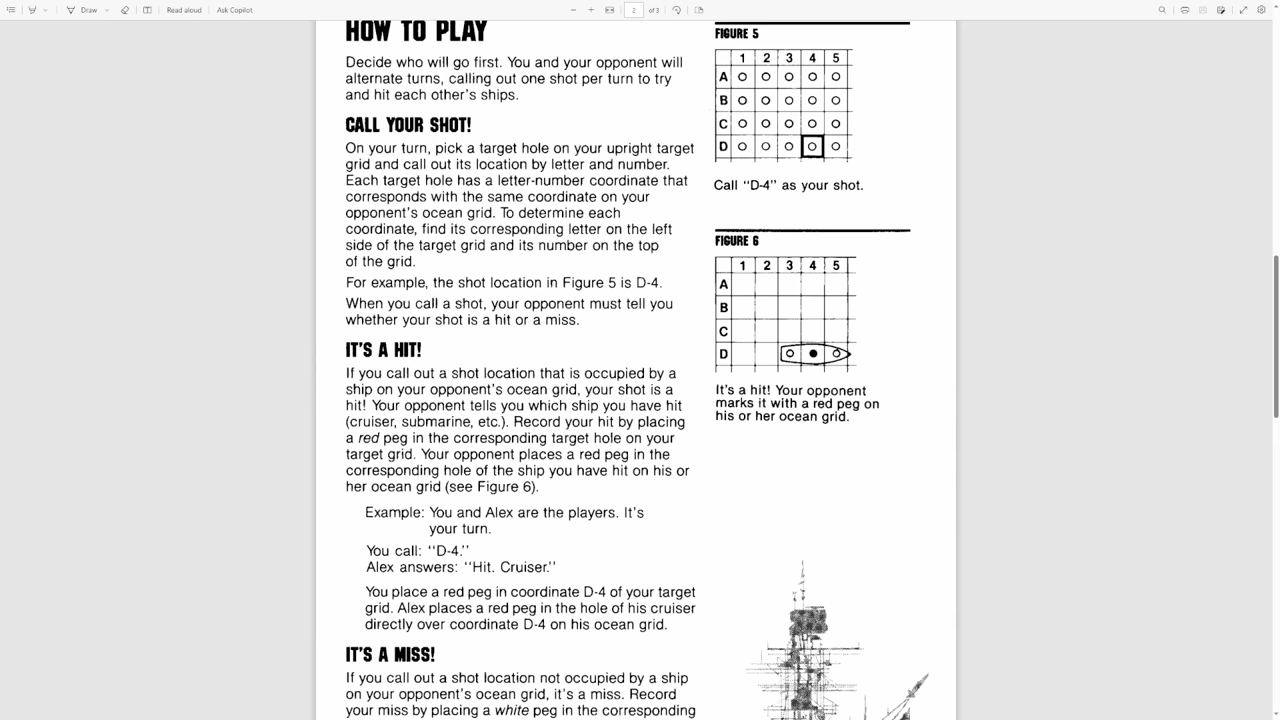 Draw
Read aloud
Ask Copilot
2
of 3
HOW TO PLAY
Decide who will go first. You and your opponent will
alternate turns, calling out one shot per turn to try
and hit each other's ships.
CALL YOUR SHOT!
On your turn, pick a target hole on your upright target
grid and call out its location by letter and number.
Each target hole has a letter-number coordinate that
corresponds with the same coordinate on your
opponent's ocean grid. To determine each
coordinate, find its corresponding letter on the left
side of the target grid and its number on the top
of the grid.
For example, the shot location in Figure 5 is D-4.
When you call a shot, your opponent must tell you
whether your shot is a hit or a miss.
IT'S A HIT!
If you call out a shot location that is occupied by a
ship on your opponent's ocean grid, your shot is a
hit! Your opponent tells you which ship you have hit
(cruiser, submarine, etc.). Record your hit by placing
a red peg in the corresponding target hole on your
target grid. Your opponent places a red peg in the
corresponding hole of the ship you have hit on his or
her ocean grid (see Figure 6).
Example: You and Alex are the players. It's
your turn.
You call: "D-4."
Alex answers: "Hit. Cruiser."
You place a red peg in coordinate D-4 of your target
grid. Alex places a red peg in the hole of his cruiser
directly over coordinate D-4 on his ocean grid.
IT'S A MISS!
If you call out a shot location not occupied by a ship
on your opponent's ocean grid, it's a miss. Record
your miss by placing a white peg in the corresponding
FIGURE 5
1 2 3 4 5
A
B
C
D
Call "D-4" as your shot.
FIGURE 6
1 2 3 4 5
A
B
C
D
It's a hit! Your opponent
marks it with a red peg on
his or her ocean grid.